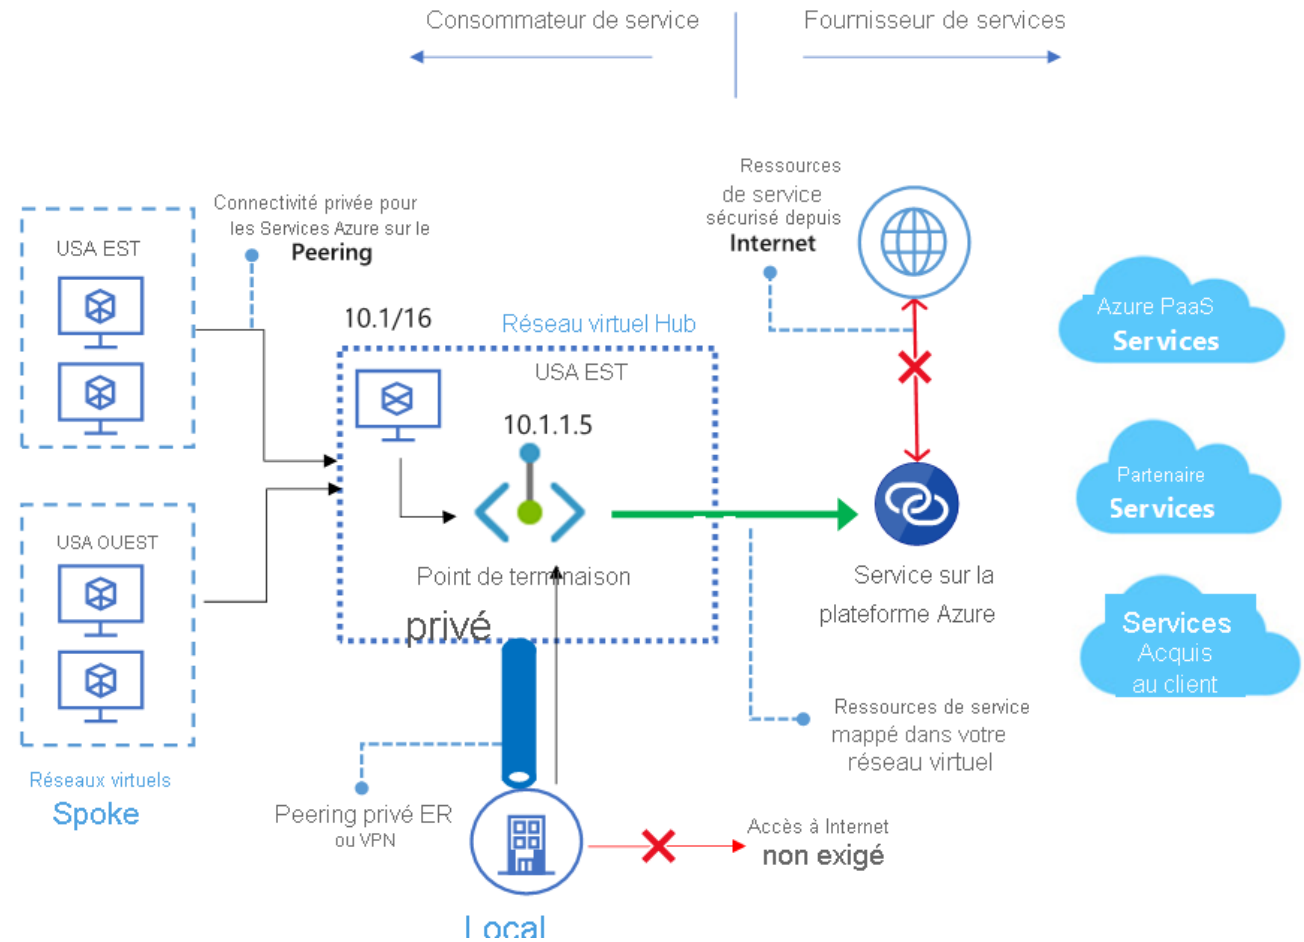 Consommateur de service
Fournisseur de services
Ressources
de service
sécurisé depuis
Internet
Connectivité privée pour
les Services Azure sur le
Peering
USA EST
10.1/16
Réseau virtuel Hub
USA EST
10.1.1.5
Point de terminaison
privé
Azure PaaS
Services
Partenaire
Services
Services
Acquis
au client
USA OUEST
Service sur la
plateforme Azure
Ressources de service
mappé dans votre
réseau virtuel
Réseaux virtuels
Spoke
Peering privé ER
ou VPN
Accès à Internet
non exigé
Local